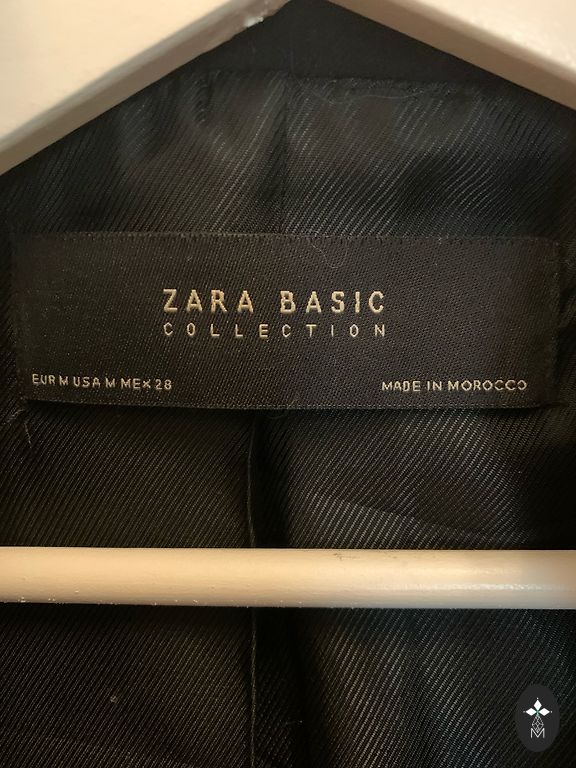 ZARA BASIC
COLLECTION
EUR M USA M MEX 28
MADE IN MOROCCO
M